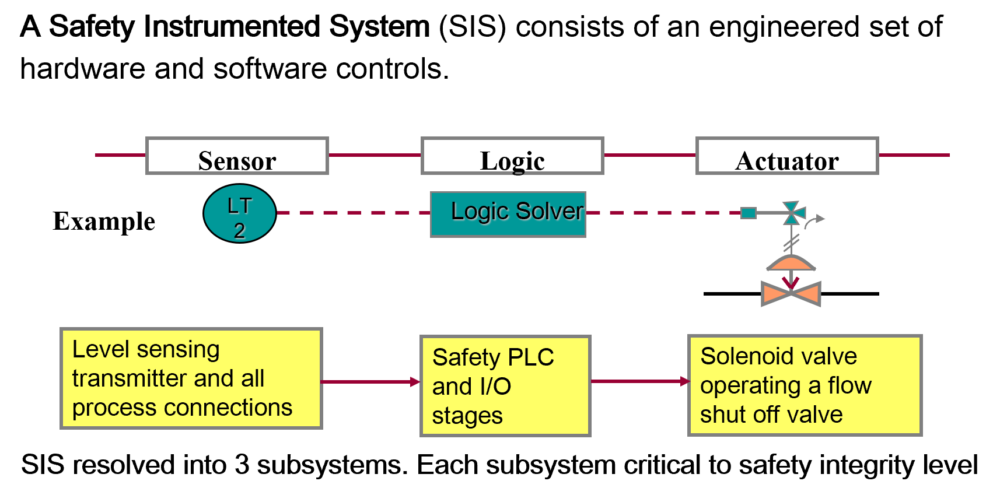 A Safety Instrumented System (SIS) consists of an engineered set of
hardware and software controls.
Sensor
Logic
Actuator
Example
LT
2
Logic Solver
Level sensing
transmitter and all
process connections
Safety PLC
and I/O
stages
Solenoid valve
operating a flow
shut off valve
SIS resolved into 3 subsystems. Each subsystem critical to safety integrity level